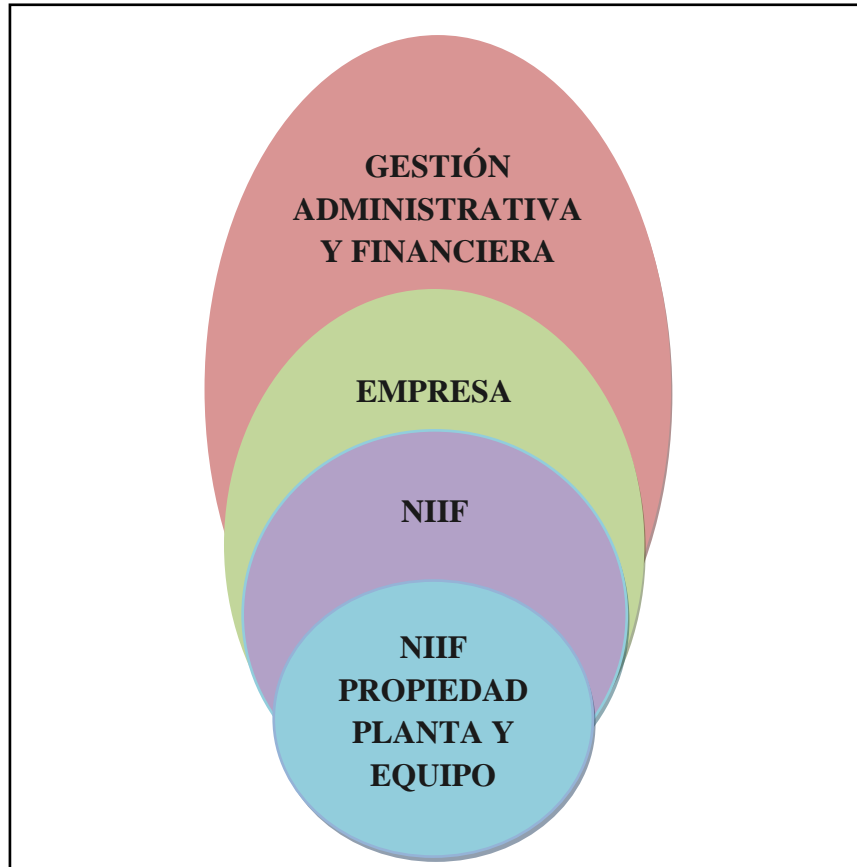 GESTIÓN
ADMINISTRATIVA
Y FINANCIERA
EMPRESA
NIIF
NIIF
PROPIEDAD
PLANTA Y
EQUIPO